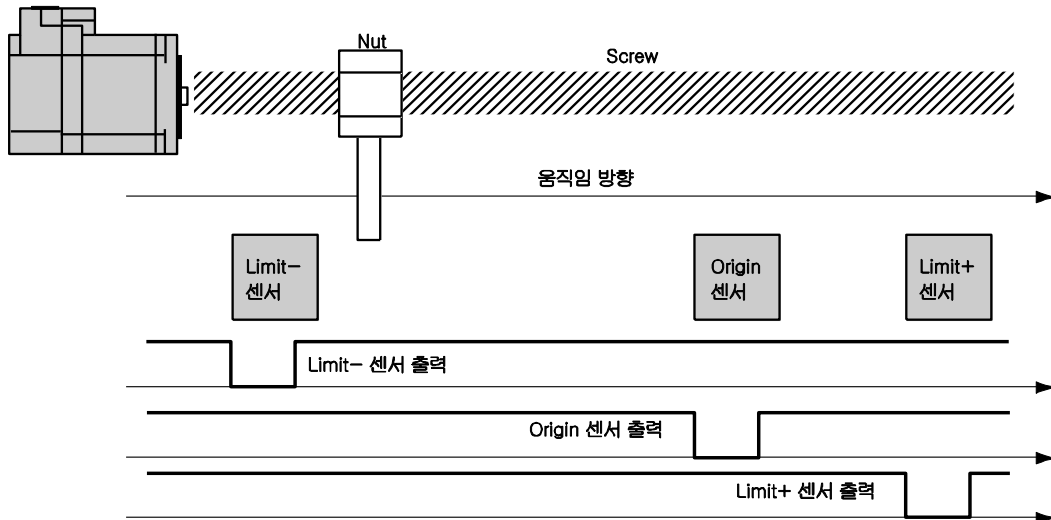 Nut
Screw
움직임 방향
Limit−
센서
Origin
센서
Limit+
센서
Limit− 센서 출력
Origin 센서 출력
Limit+ 센서 출력